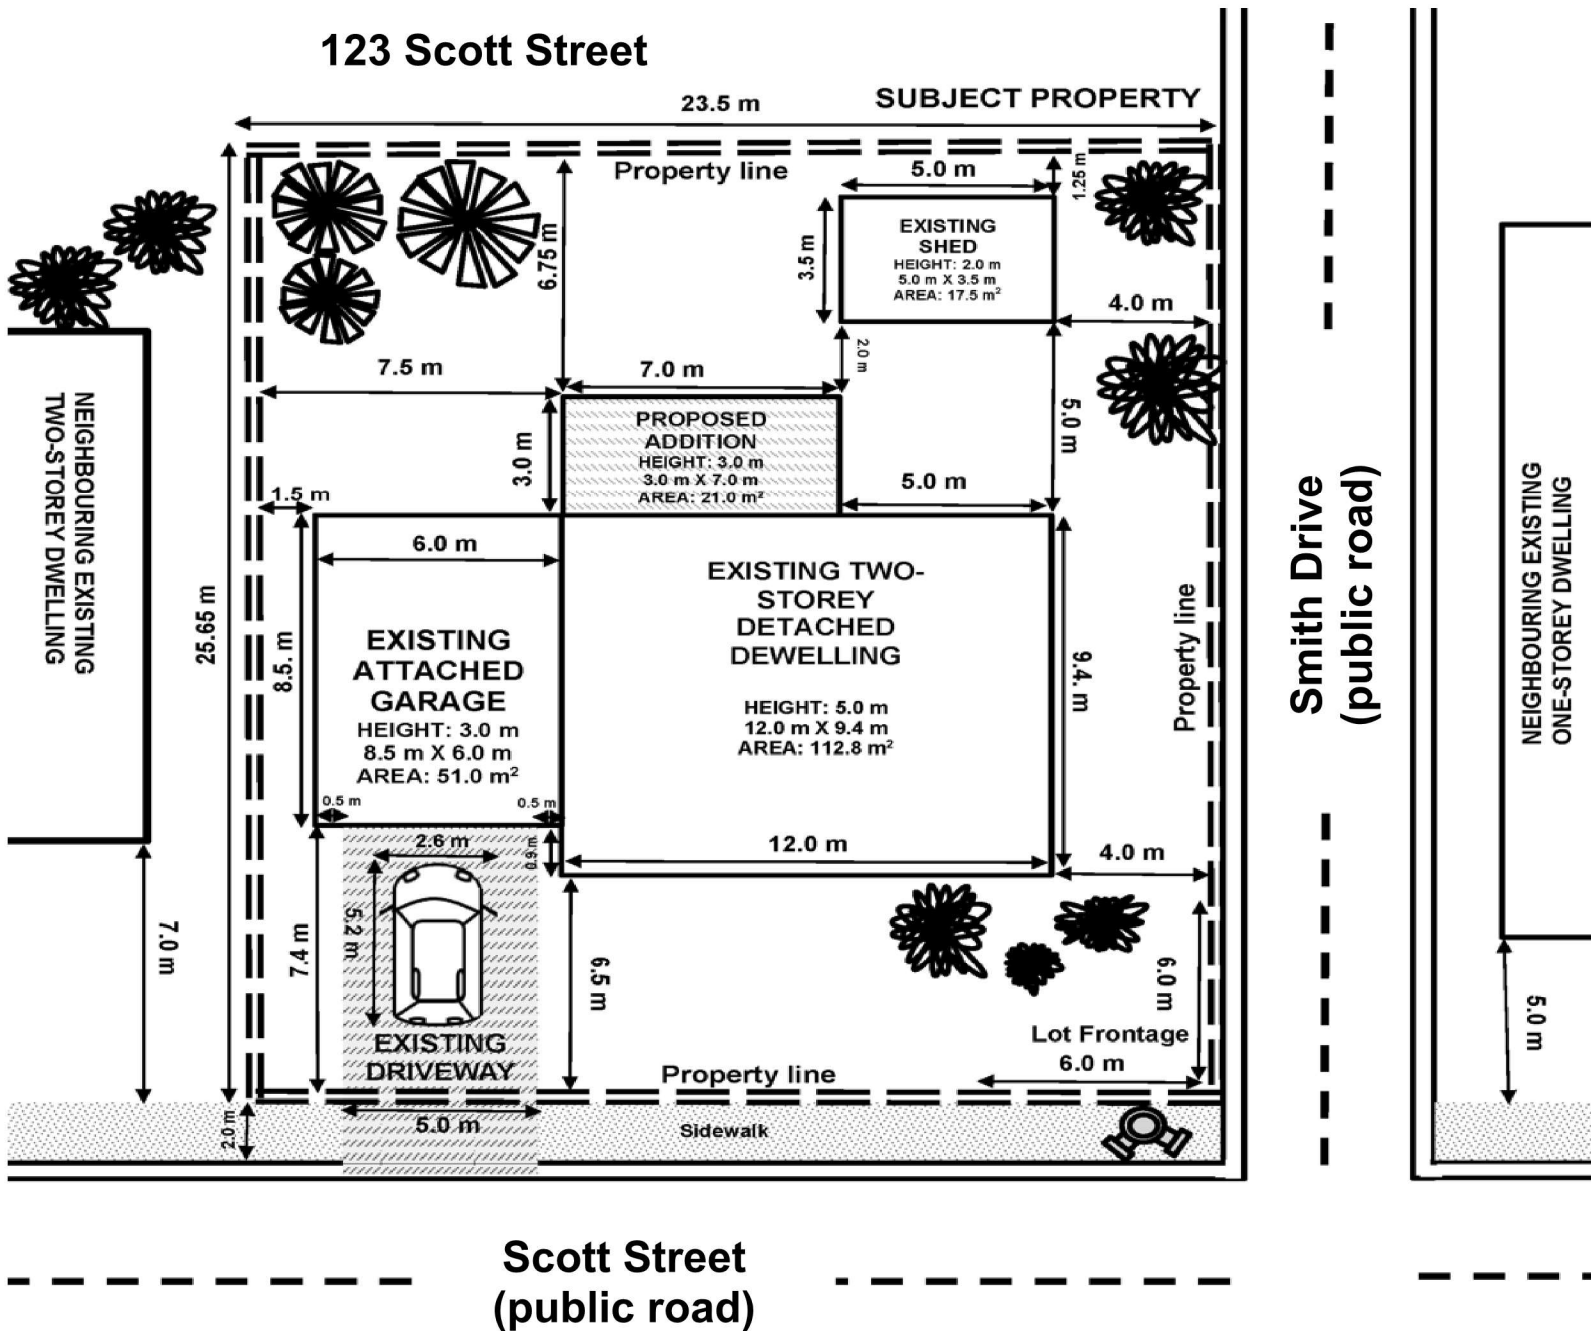 123 Scott Street
SUBJECT PROPERTY
23.5 m
Property line
5.0 m
1.25 m
6.75 m
3.5 m
EXISTING
SHED
HEIGHT: 2.0 m
5.0 m X 3.5 m
AREA: 17.5 m²
4.0 m
2.0 m
7.5 m
7.0 m
5.0 m
3.0 m
PROPOSED
ADDITION
HEIGHT: 3.0 m
3.0 m X 7.0 m
AREA: 21.0 m²
5.0 m
1.5 m
NEIGHBOURING EXISTING
TWO-STOREY DWELLING
25.65 m
8.5. m
6.0 m
EXISTING
ATTACHED
GARAGE
HEIGHT: 3.0 m
8.5 m X 6.0 m
AREA: 51.0 m²
0.5 m
0.5 m
EXISTING TWO-
STOREY
DETACHED
DEWELLING
HEIGHT: 5.0 m
12.0 m X 9.4 m
AREA: 112.8 m²
9.4. m
Property line
Smith Drive
(public road)
NEIGHBOURING EXISTING
ONE-STOREY DWELLING
2.6 m
0.9 m
12.0 m
4.0 m
7.0 m
7.4 m
5.2 m
6.5 m
6.0 m
5.0 m
EXISTING
DRIVEWAY
Lot Frontage
6.0 m
Property line
2.0 m
5.0 m
Sidewalk
Scott Street
(public road)